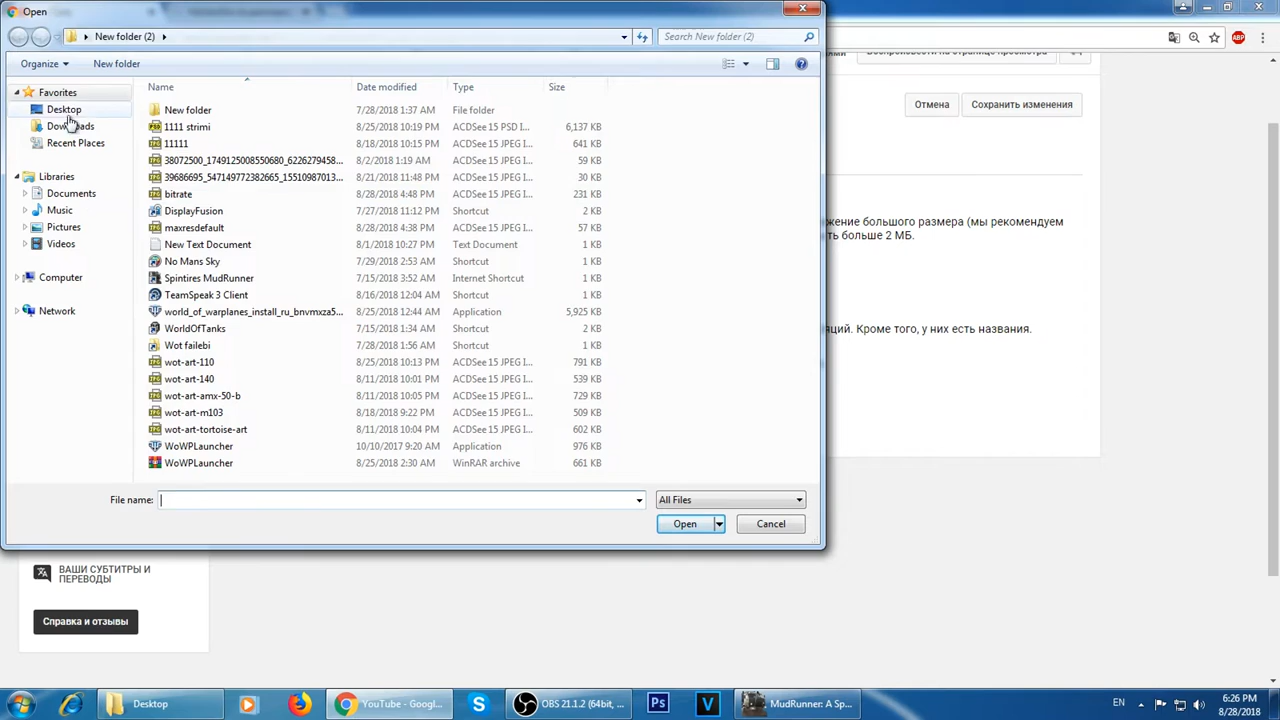 Open
New folder (2)
Search New folder (2)
Organize
New folder
Favorites
Desktop
Downloads
Recent Places
Libraries
Documents
Music
Pictures
Videos
Computer
Network
Name Date modified Type Size
New folder 7/28/2018 1:37 AM File folder
1111 strimi 8/25/2018 10:19 PM ACDSee 15 PSD I... 6,137 KB
11111 8/18/2018 10:15 PM ACDSee 15 JPEG I... 641 KB
38072500_1749125008550680_6226279458... 8/2/2018 1:19 AM ACDSee 15 JPEG I... 59 KB
39686695_547149772382665_15510987013... 8/21/2018 11:48 PM ACDSee 15 JPEG I... 30 KB
bitrate 8/28/2018 4:48 PM ACDSee 15 JPEG I... 231 KB
DisplayFusion 7/27/2018 11:12 PM Shortcut 2 KB
maxresdefault 8/28/2018 4:38 PM ACDSee 15 JPEG I... 57 KB
New Text Document 8/1/2018 10:27 PM Text Document 1 KB
No Mans Sky 7/29/2018 2:53 AM Shortcut 1 KB
Spintires MudRunner 7/15/2018 3:52 AM Internet Shortcut 1 KB
TeamSpeak 3 Client 8/16/2018 12:04 AM Shortcut 1 KB
world_of_warplanes_install_ru_bnvmxza5... 8/25/2018 12:44 AM Application 5,925 KB
WorldOfTanks 7/15/2018 1:34 AM Shortcut 2 KB
Wot failebi 7/28/2018 1:56 AM Shortcut 1 KB
wot-art-110 8/25/2018 10:13 PM ACDSee 15 JPEG I... 791 KB
wot-art-140 8/11/2018 10:01 PM ACDSee 15 JPEG I... 539 KB
wot-art-amx-50-b 8/11/2018 10:05 PM ACDSee 15 JPEG I... 729 KB
wot-art-m103 8/18/2018 9:22 PM ACDSee 15 JPEG I... 509 KB
wot-art-tortoise-art 8/11/2018 10:04 PM ACDSee 15 JPEG I... 602 KB
WoWPLauncher 10/10/2017 9:20 AM Application 976 KB
WoWPLauncher 8/25/2018 2:30 AM WinRAR archive 661 KB
File name:
All Files
Open
Cancel
ABP
Отмена
Сохранить изменения
жение большого размера (мы рекомендуем
ть больше 2 МБ.
ляций. Кроме того, у них есть названия.
ВАШИ СУБТИТРЫ И
ПЕРЕВОДЫ
Справка и отзывы
Desktop
YouTube - Googl...
OBS 21.1.2 (64bit, ...
Ps
V
MudRunner: A Sp...
EN
6:26 PM
8/28/2018